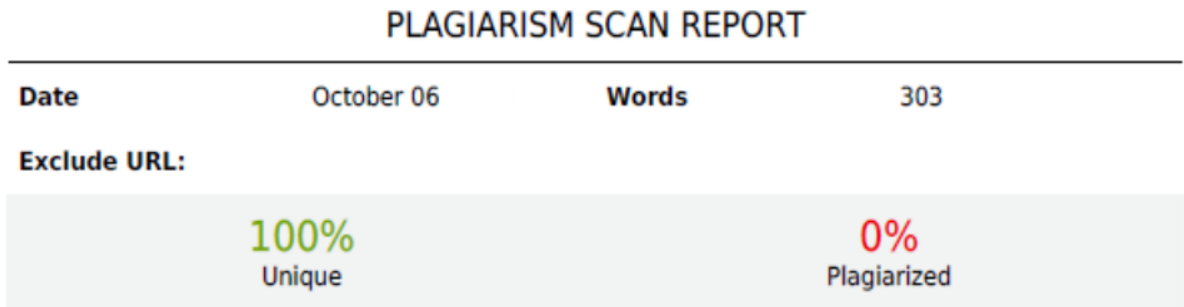 PLAGIARISM SCAN REPORT
Date October 06 Words 303
Exclude URL:
100% 0%
Unique Plagiarized